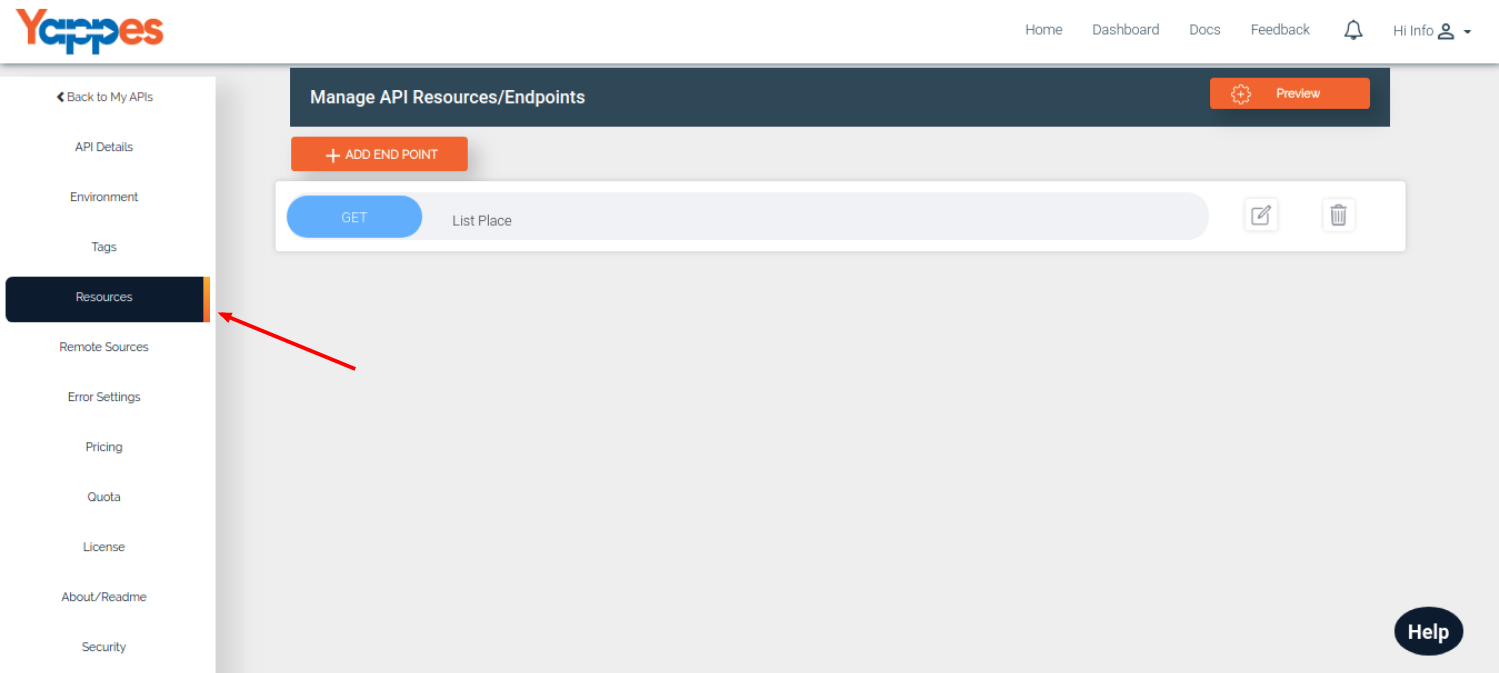 Yappes
Home Dashboard Docs Feedback Hi Info
Back to My APIs
API Details
Environment
Tags
Resources
Remote Sources
Error Settings
Pricing
Quota
License
About/Readme
Security
Manage API Resources/Endpoints
Preview
ADD END POINT
GET List Place
Help